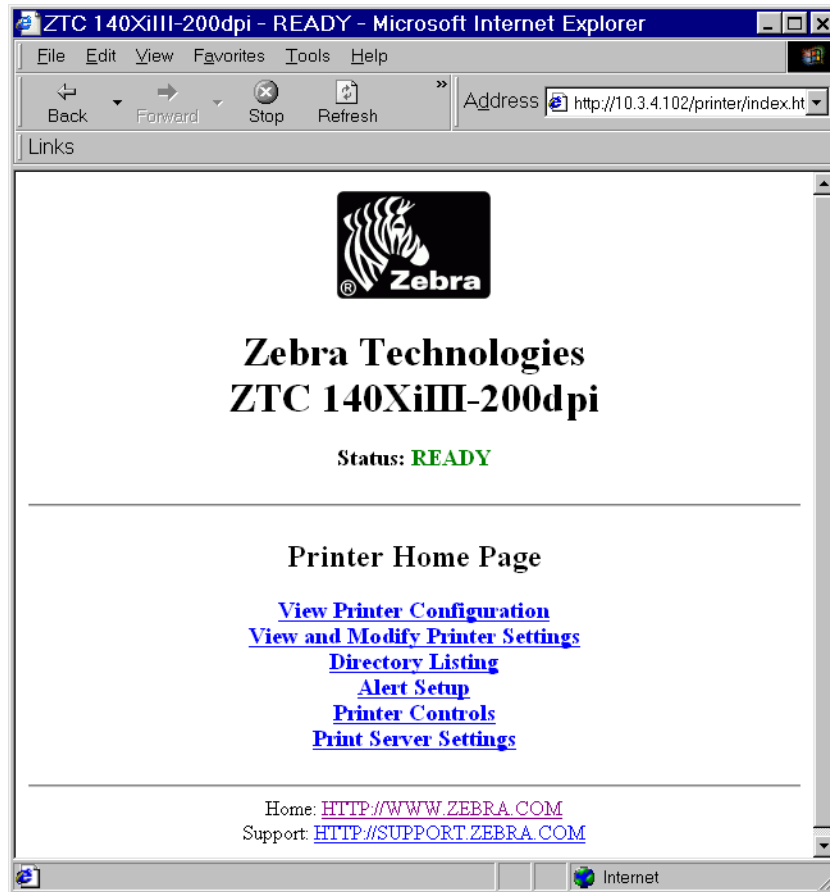 ZTC 140XiIII-200dpi - READY - Microsoft Internet Explorer
File Edit View Favorites Tools Help
Back Forward Stop Refresh » Address http://10.3.4.102/printer/index.ht
Links
® Zebra
Zebra Technologies
ZTC 140XiIII-200dpi
Status: READY
Printer Home Page
View Printer Configuration
View and Modify Printer Settings
Directory Listing
Alert Setup
Printer Controls
Print Server Settings
Home: HTTP://WWW.ZEBRA.COM
Support: HTTP://SUPPORT.ZEBRA.COM
Internet